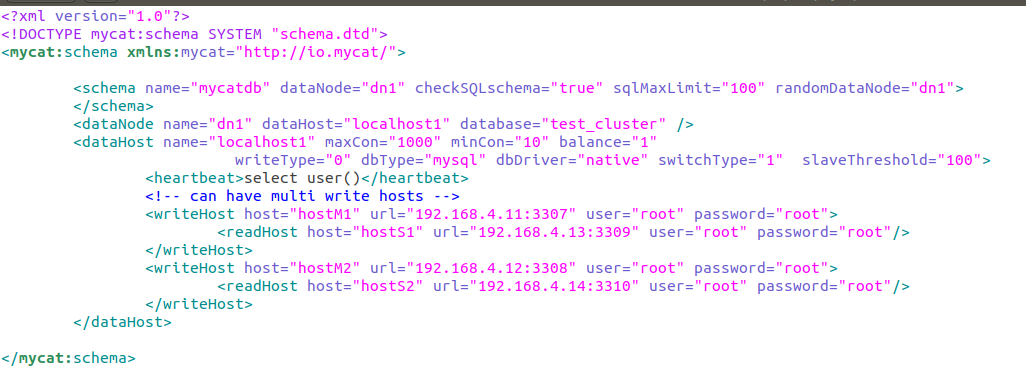 <?xml version="1.0"?>
<!DOCTYPE mycat:schema SYSTEM "schema.dtd">
<mycat:schema xmlns:mycat="http://io.mycat/">
<schema name="mycatdb" dataNode="dn1" checkSQLschema="true" sqlMaxLimit="100" randomDataNode="dn1">
</schema>
<dataNode name="dn1" dataHost="localhost1" database="test_cluster" />
<dataHost name="localhost1" maxCon="1000" minCon="10" balance="1"
writeType="0" dbType="mysql" dbDriver="native" switchType="1"  slaveThreshold="100">
<heartbeat>select user()</heartbeat>
<!-- can have multi write hosts -->
<writeHost host="hostM1" url="192.168.4.11:3307" user="root" password="root">
<readHost host="hostS1" url="192.168.4.13:3309" user="root" password="root"/>
</writeHost>
<writeHost host="hostM2" url="192.168.4.12:3308" user="root" password="root">
<readHost host="hostS2" url="192.168.4.14:3310" user="root" password="root"/>
</writeHost>
</dataHost>
</mycat:schema>